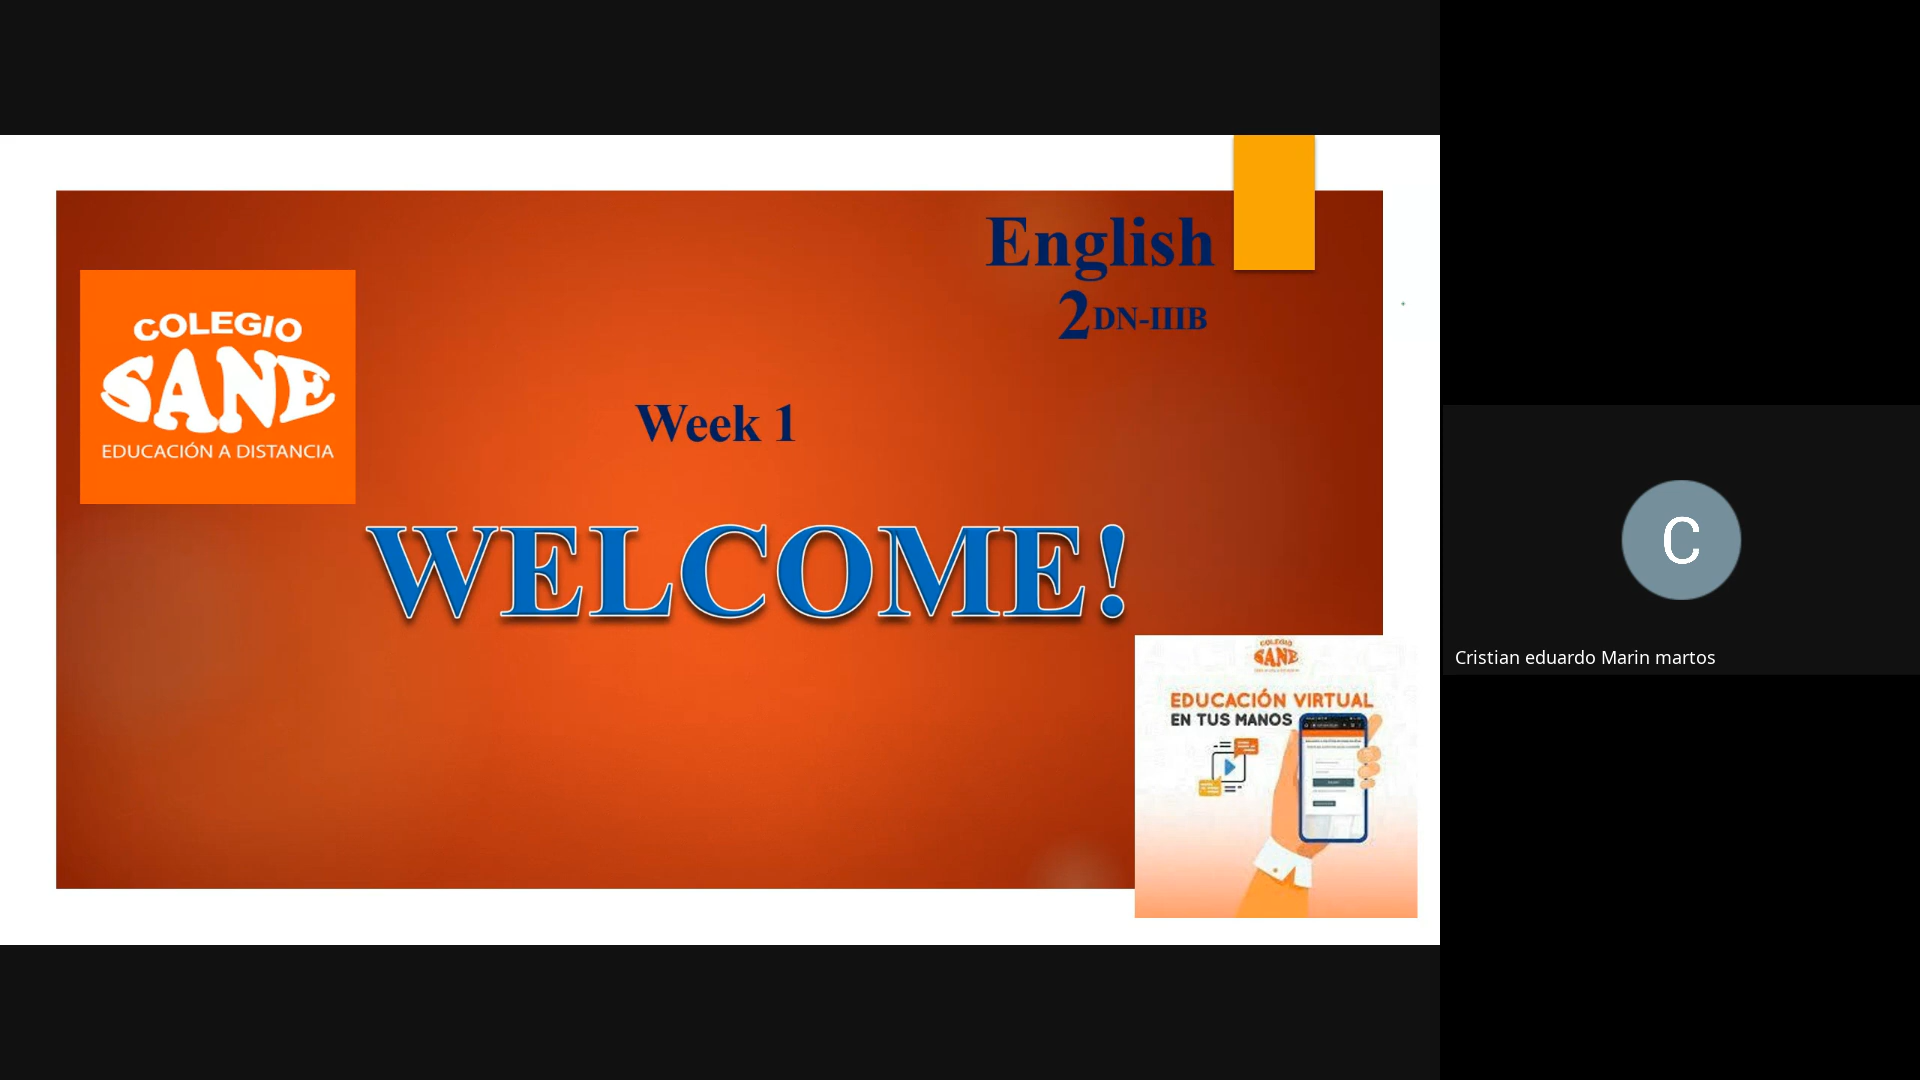 English
2DN-IIIB
COLEGIO
SANE
EDUCACIÓN A DISTANCIA
Week 1
WELCOME!
COLEGIO
SANE
EDUCACIÓN VIRTUAL
EN TUS MANOS
C
Cristian eduardo Marin martos